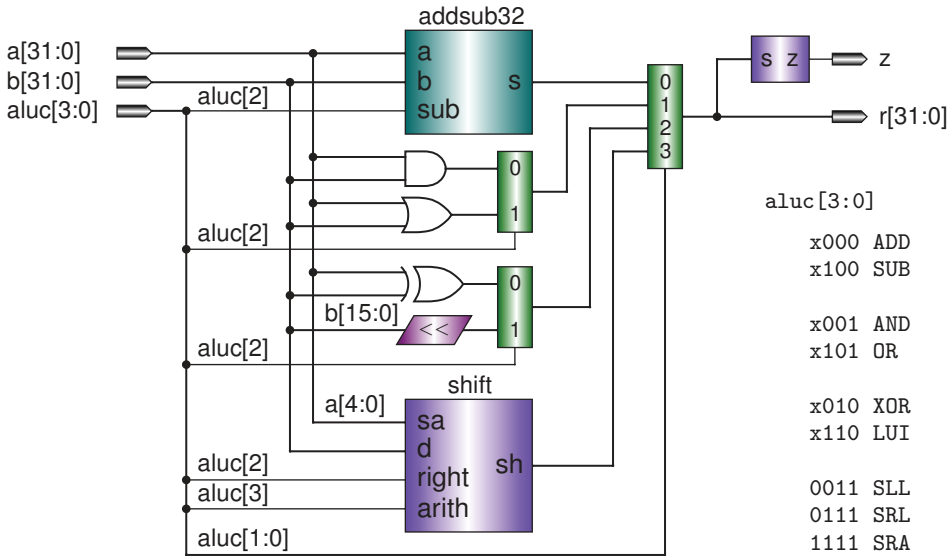 addsub32
a[31:0]
b[31:0]
aluc[3:0]
aluc[2]
a
b
sub
s
0
1
2
3
s z
z
r[31:0]
0
1
aluc[2]
0
1
b[15:0]
<<
aluc[2]
shift
a[4:0]
sa
d
right
arith
sh
aluc[2]
aluc[3]
aluc[1:0]
aluc[3:0]
x000 ADD
x100 SUB
x001 AND
x101 OR
x010 XOR
x110 LUI
0011 SLL
0111 SRL
1111 SRA